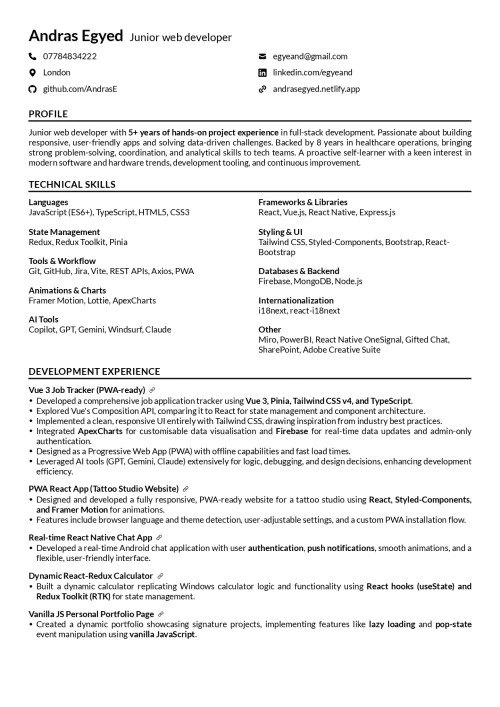 Andras Egyed Junior web developer
07784834222
egyeand@gmail.com
London
linkedin.com/egyeand
github.com/AndrasE
andrasegyed.netlify.app
PROFILE
Junior web developer with 5+ years of hands-on project experience in full-stack development. Passionate about building
responsive, user-friendly apps and solving data-driven challenges. Backed by 8 years in healthcare operations, bringing
strong problem-solving, coordination, and analytical skills to tech teams. A proactive self-learner with a keen interest in
modern software and hardware trends, development tooling, and continuous improvement.
TECHNICAL SKILLS
Languages
JavaScript (ES6+), TypeScript, HTML5, CSS3
State Management
Redux, Redux Toolkit, Pinia
Tools & Workflow
Git, GitHub, Jira, Vite, REST APIs, Axios, PWA
Animations & Charts
Framer Motion, Lottie, ApexCharts
AI Tools
Copilot, GPT, Gemini, Windsurf, Claude
Frameworks & Libraries
React, Vue.js, React Native, Express.js
Styling & UI
Tailwind CSS, Styled-Components, Bootstrap, React-
Bootstrap
Databases & Backend
Firebase, MongoDB, Node.js
Internationalization
i18next, react-i18next
Other
Miro, PowerBI, React Native OneSignal, Gifted Chat,
SharePoint, Adobe Creative Suite
DEVELOPMENT EXPERIENCE
Vue 3 Job Tracker (PWA-ready)
• Developed a comprehensive job application tracker using Vue 3, Pinia, Tailwind CSS v4, and TypeScript.
• Explored Vue's Composition API, comparing it to React for state management and component architecture.
• Implemented a clean, responsive UI entirely with Tailwind CSS, drawing inspiration from industry best practices.
• Integrated ApexCharts for customisable data visualisation and Firebase for real-time data updates and admin-only
authentication.
• Designed as a Progressive Web App (PWA) with offline capabilities and fast load times.
• Leveraged AI tools (GPT, Gemini, Claude) extensively for logic, debugging, and design decisions, enhancing development
efficiency.
PWA React App (Tattoo Studio Website)
• Designed and developed a fully responsive, PWA-ready website for a tattoo studio using React, Styled-Components,
and Framer Motion for animations.
• Features include browser language and theme detection, user-adjustable settings, and a custom PWA installation flow.
Real-time React Native Chat App
• Developed a real-time Android chat application with user authentication, push notifications, smooth animations, and a
flexible, user-friendly interface.
Dynamic React-Redux Calculator
• Built a dynamic calculator replicating Windows calculator logic and functionality using React hooks (useState) and
Redux Toolkit (RTK) for state management.
Vanilla JS Personal Portfolio Page
• Created a dynamic portfolio showcasing signature projects, implementing features like lazy loading and pop-state
event manipulation using vanilla JavaScript.